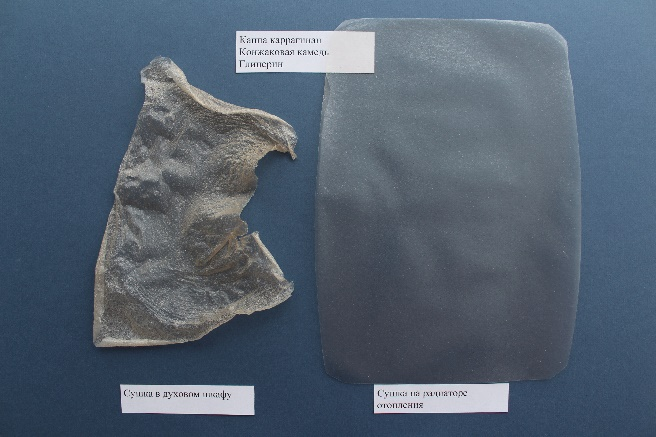 Каппа каррагинан
Конжаковая камедь
Глицерин
Сушка в духовом шкафу
Сушка на радиаторе
отопления